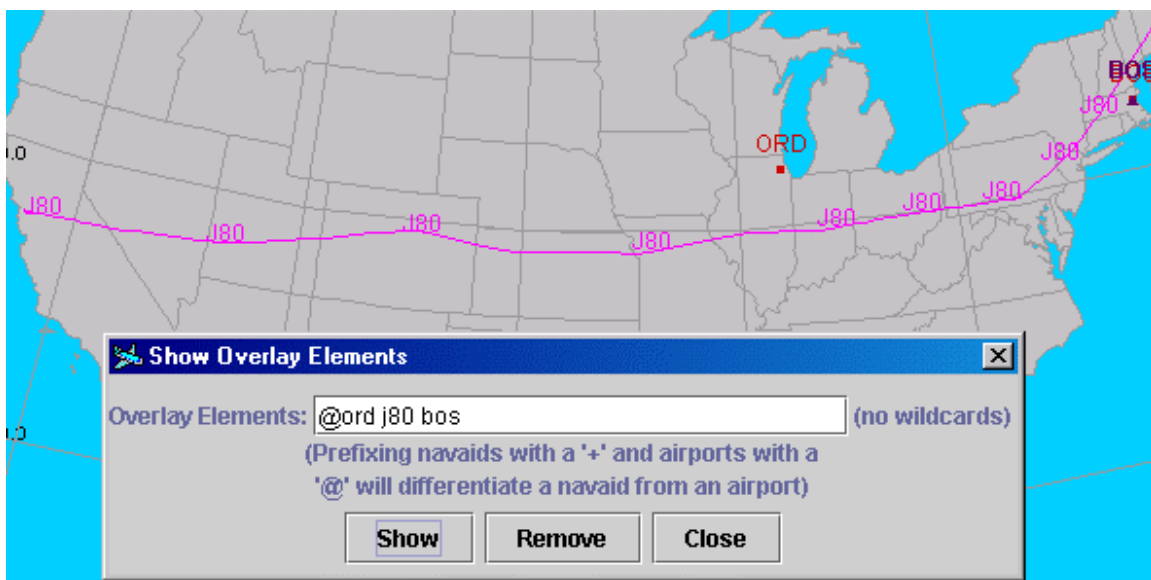 BOS
J80
ORD
J80
.0
J80
J80
J80
J80
J80
J80
J80
Show Overlay Elements
Overlay Elements: @ord j80 bos (no wildcards)
(Prefixing navaids with a '+' and airports with a
'@' will differentiate a navaid from an airport)
.0
Show Remove Close